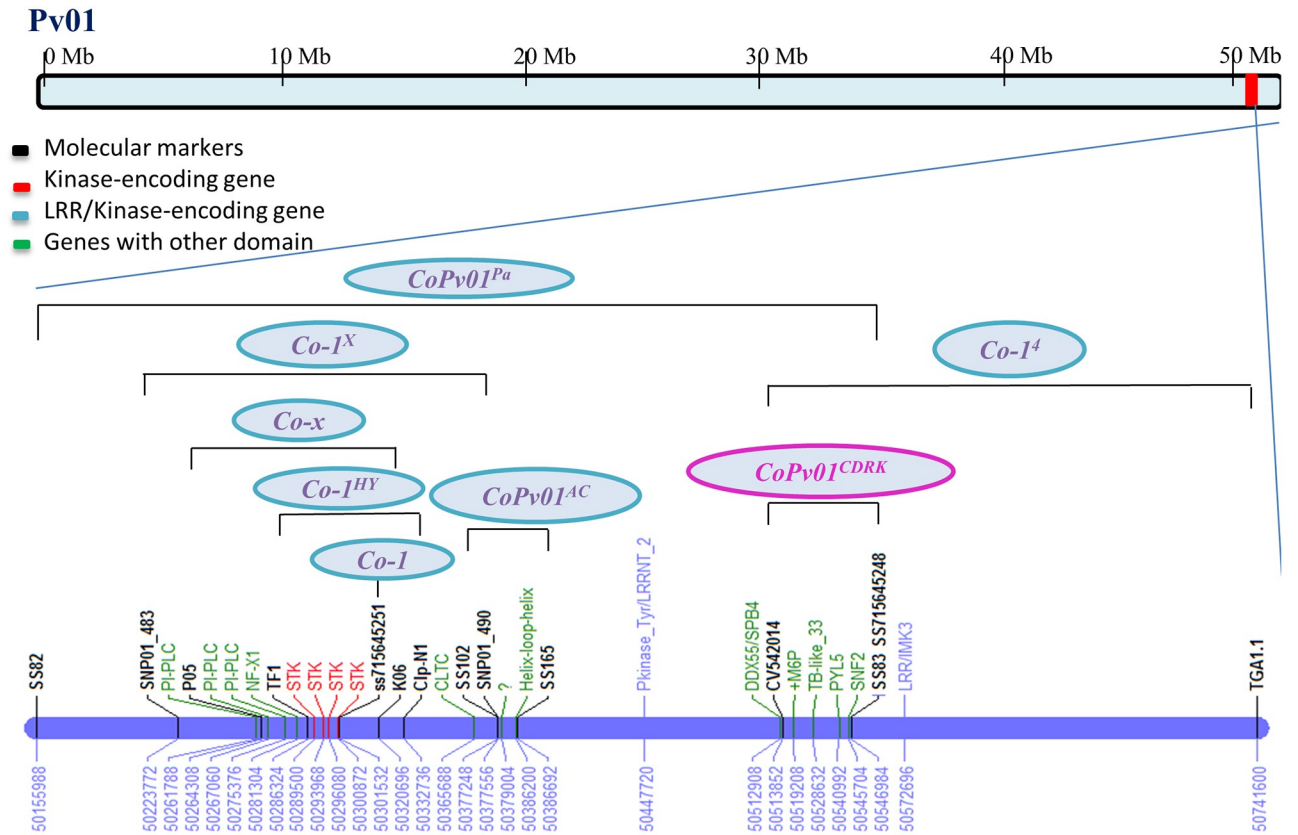 Pv01
0 Mb
10 Mb
20 Mb
30 Mb
40 Mb
50 Mb
Molecular markers
Kinase-encoding gene
LRR/Kinase-encoding gene
Genes with other domain
CoPv01Pa
Co-1X
Co-14
Co-x
CoPv01CDRK
Co-1HY
CoPv01AC
Co-1
SS82
SNP01_483
PI-PLC
P05
PI-PLC
PI-PLC
NF-X1
TF1
STK
STK
STK
STK
ss715645251
K06
Clp-N1
CLTC
SS102
SNP01_490
?
Helix-loop-helix
SS165
Pkinase_Tyr/LRRNT_2
DDX55/SPB4
CV542014
+M6P
TB-like_33
PYL5
SNF2
SS83 SS715645248
LRR/IMK3
TGA1.1
50155988
50223772
50261788
50264308
50267060
50275376
50281304
50286324
50289500
50293968
50296080
50300872
50301532
50320696
50332736
50365688
50377248
50377556
50379004
50386200
50386692
50447720
50512908
50513852
50519208
50528632
50540992
50545704
50546984
50572696
50741600